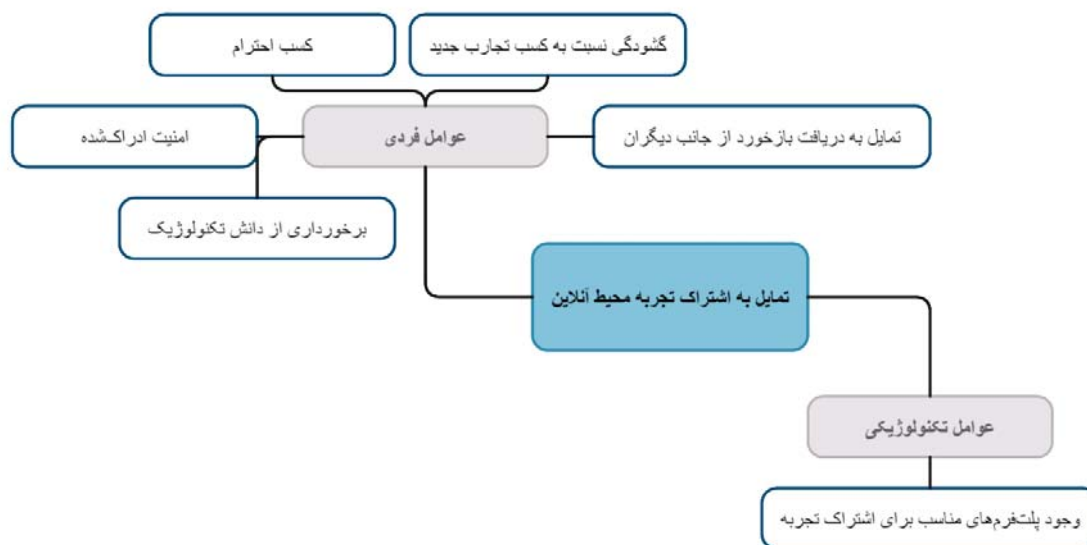 گشودگی نسبت به کسب تجارب جدید
کسب احترام
عوامل فردی
تمایل به دریافت بازخورد از جانب دیگران
امنیت ادراک‌شده
برخورداری از دانش تکنولوژیک
تمایل به اشتراک تجربه محیط آنلاین
عوامل تکنولوژیکی
وجود پلت‌فرم‌های مناسب برای اشتراک تجربه